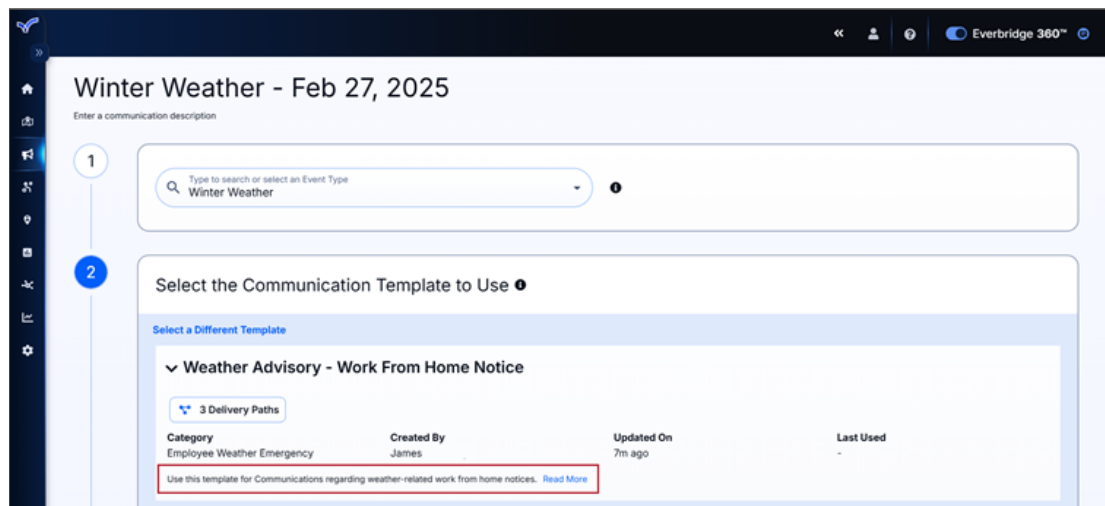 Everbridge 360™
Winter Weather - Feb 27, 2025
Enter a communication description
1
Type to search or select an Event Type
Winter Weather
2
Select the Communication Template to Use
Select a Different Template
Weather Advisory - Work From Home Notice
3 Delivery Paths
Category Created By Updated On Last Used
Employee Weather Emergency James 7m ago -
Use this template for Communications regarding weather-related work from home notices. Read More